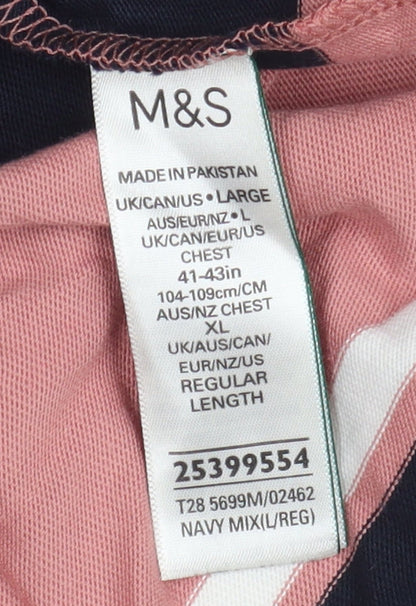 M&S
MADE IN PAKISTAN
UK/CAN/US • LARGE
AUS/EUR/NZ • L
UK/CAN/EUR/US
CHEST
41-43in
104-109cm/CM
AUS/NZ CHEST
XL
UK/AUS/CAN/
EUR/NZ/US
REGULAR
LENGTH
25399554
T28 5699M/02462
NAVY MIX(L/REG)